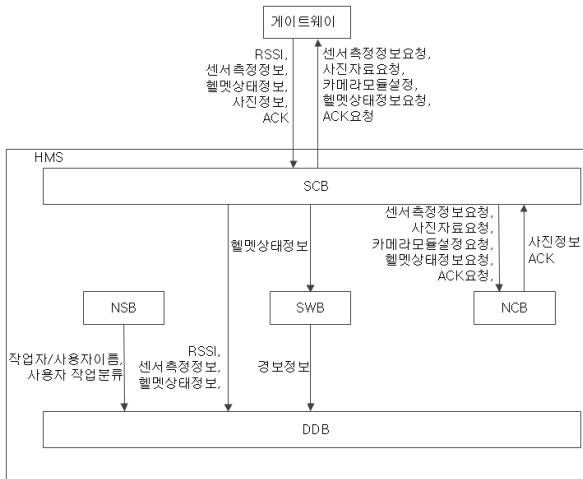 게이트웨이
RSSI,
센서측정정보,
헬멧상태정보,
사진정보,
ACK
센서측정정보요청,
사진자료요청,
카메라모듈설정,
헬멧상태정보요청,
ACK요청
HMS
SCB
헬멧상태정보
센서측정정보요청,
사진자료요청,
카메라모듈설정요청,
헬멧상태정보요청,
ACK요청,
사진정보
ACK
NSB
SWB
NCB
작업자/사용자이름,
사용자 작업분류
RSSI,
센서측정정보,
헬멧상태정보,
경보정보
DDB